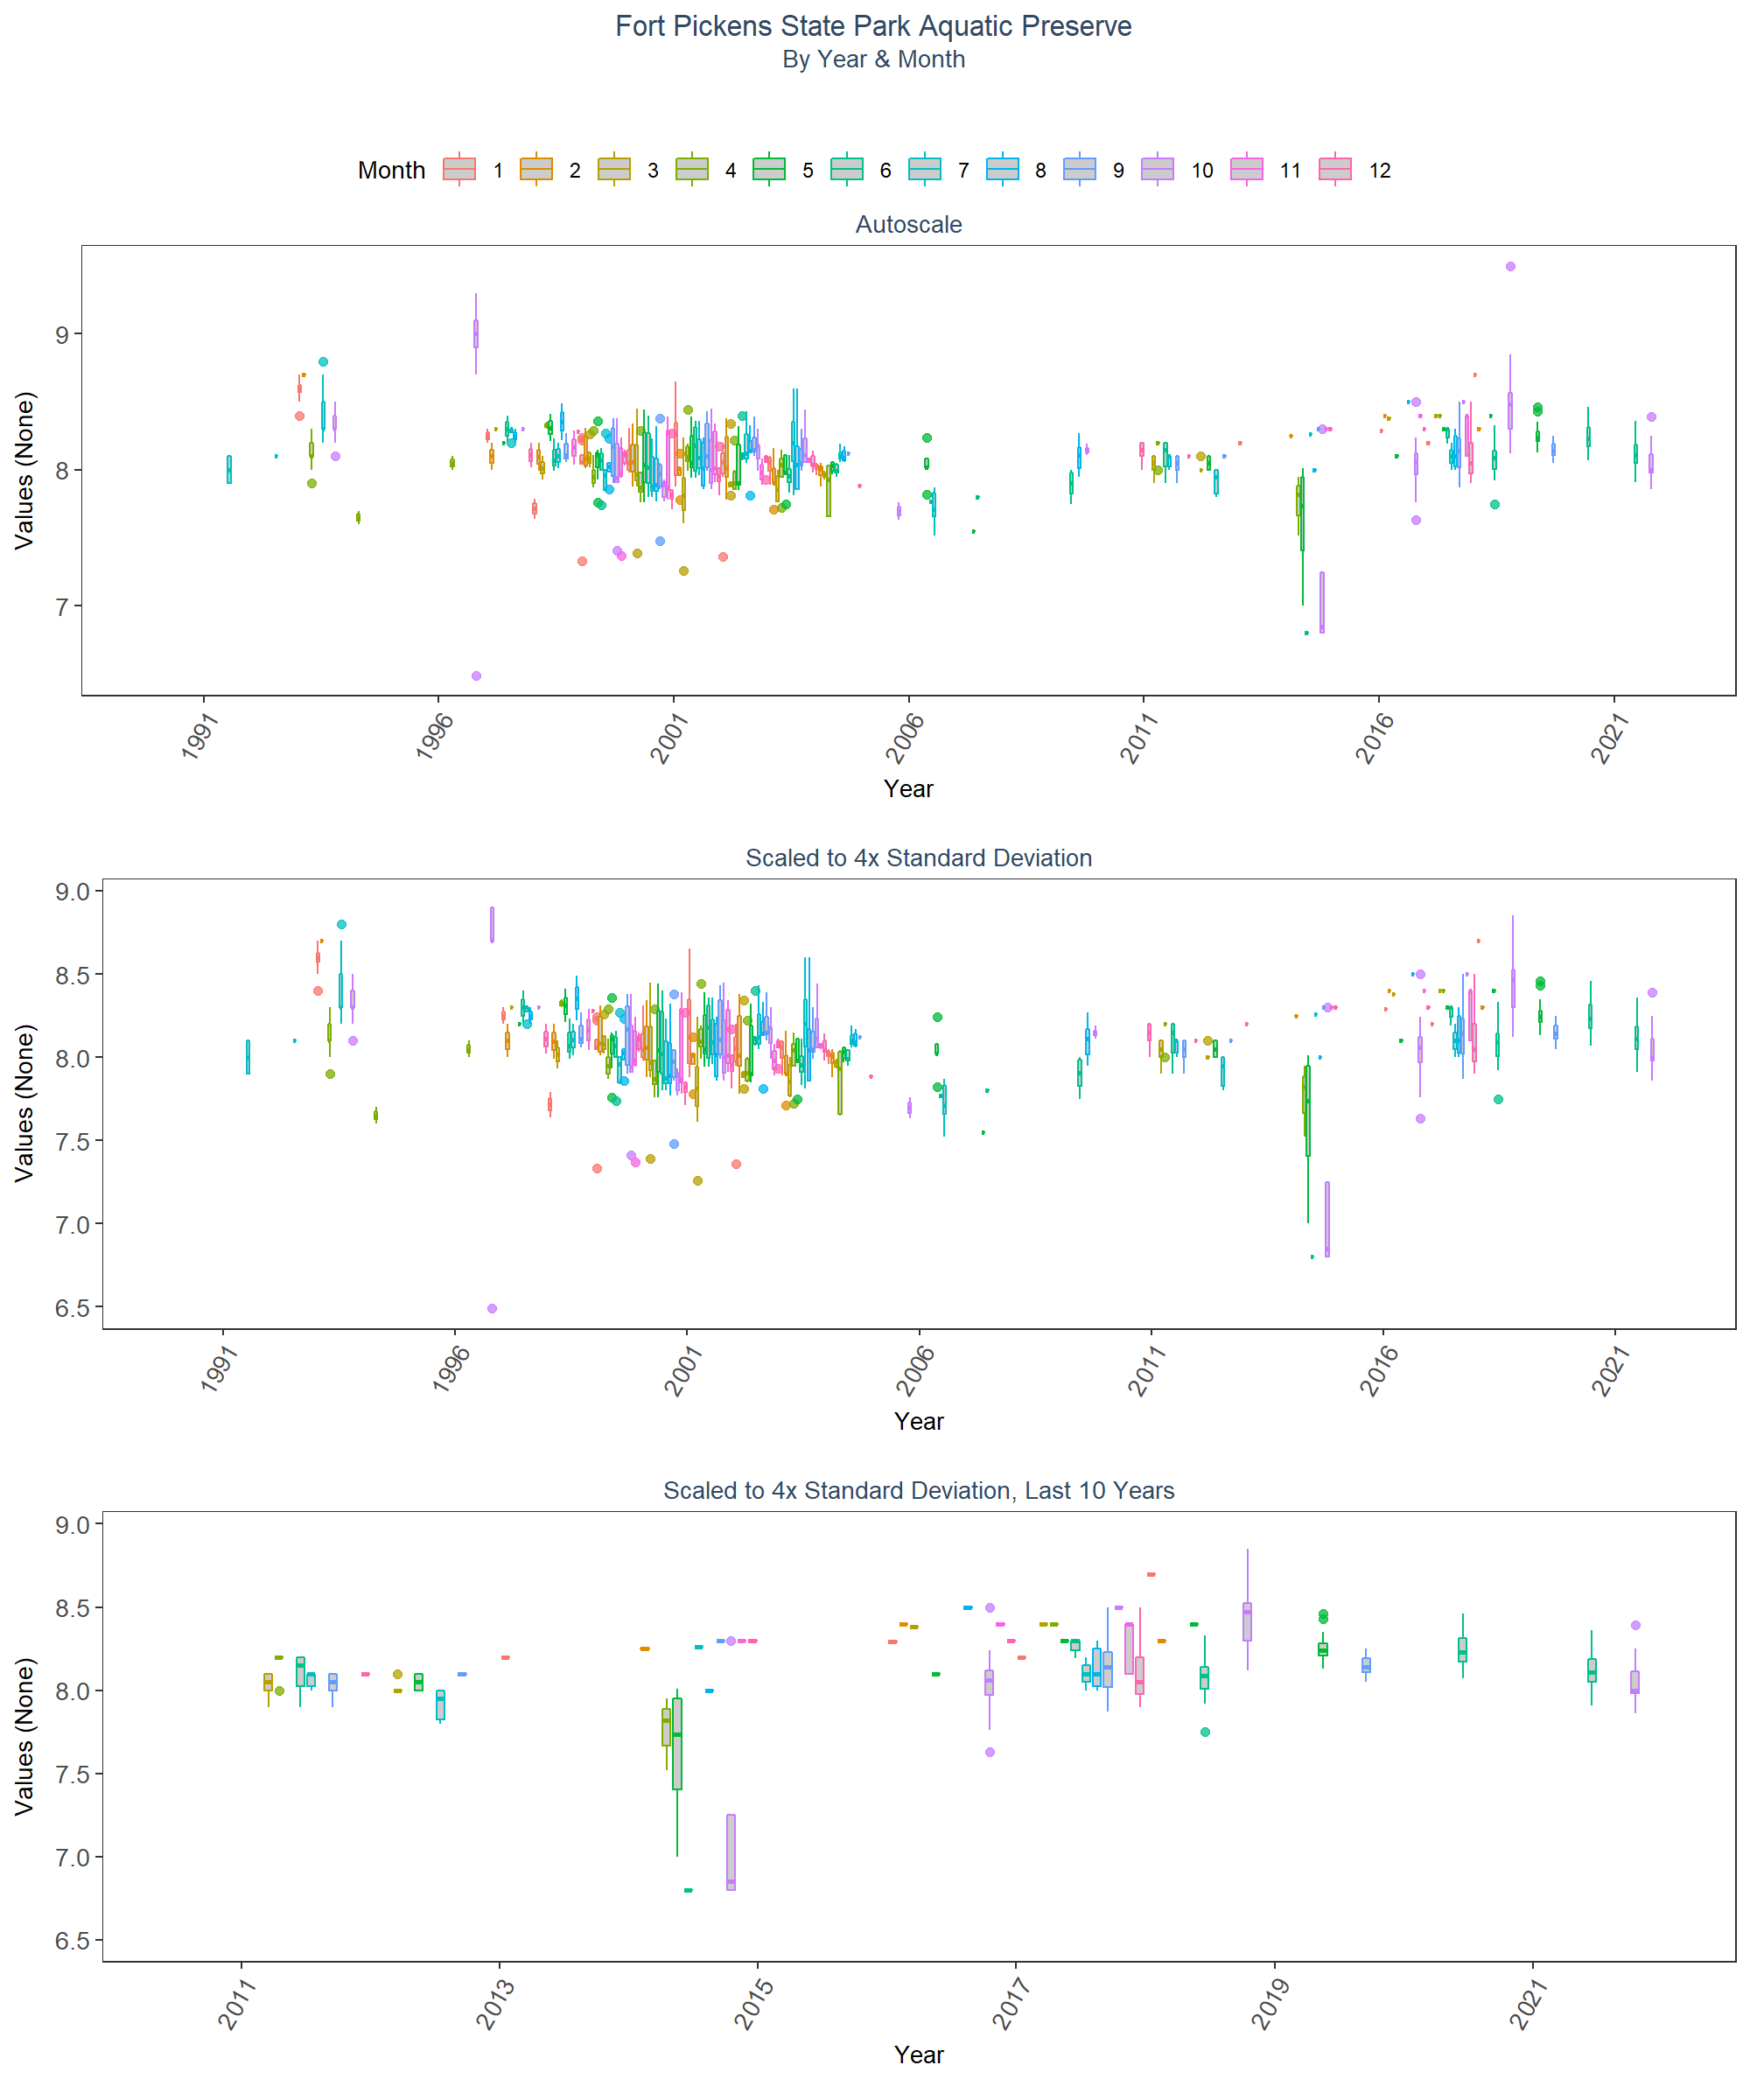 Fort Pickens State Park Aquatic Preserve
By Year & Month
Month 1 2 3 4 5 6 7 8 9 10 11 12
Autoscale
Values (None)
9
8
7
1991 1996 2001 2006 2011 2016 2021
Year
Scaled to 4x Standard Deviation
Values (None)
9.0
8.5
8.0
7.5
7.0
6.5
1991 1996 2001 2006 2011 2016 2021
Year
Scaled to 4x Standard Deviation, Last 10 Years
Values (None)
9.0
8.5
8.0
7.5
7.0
6.5
2011 2013 2015 2017 2019 2021
Year